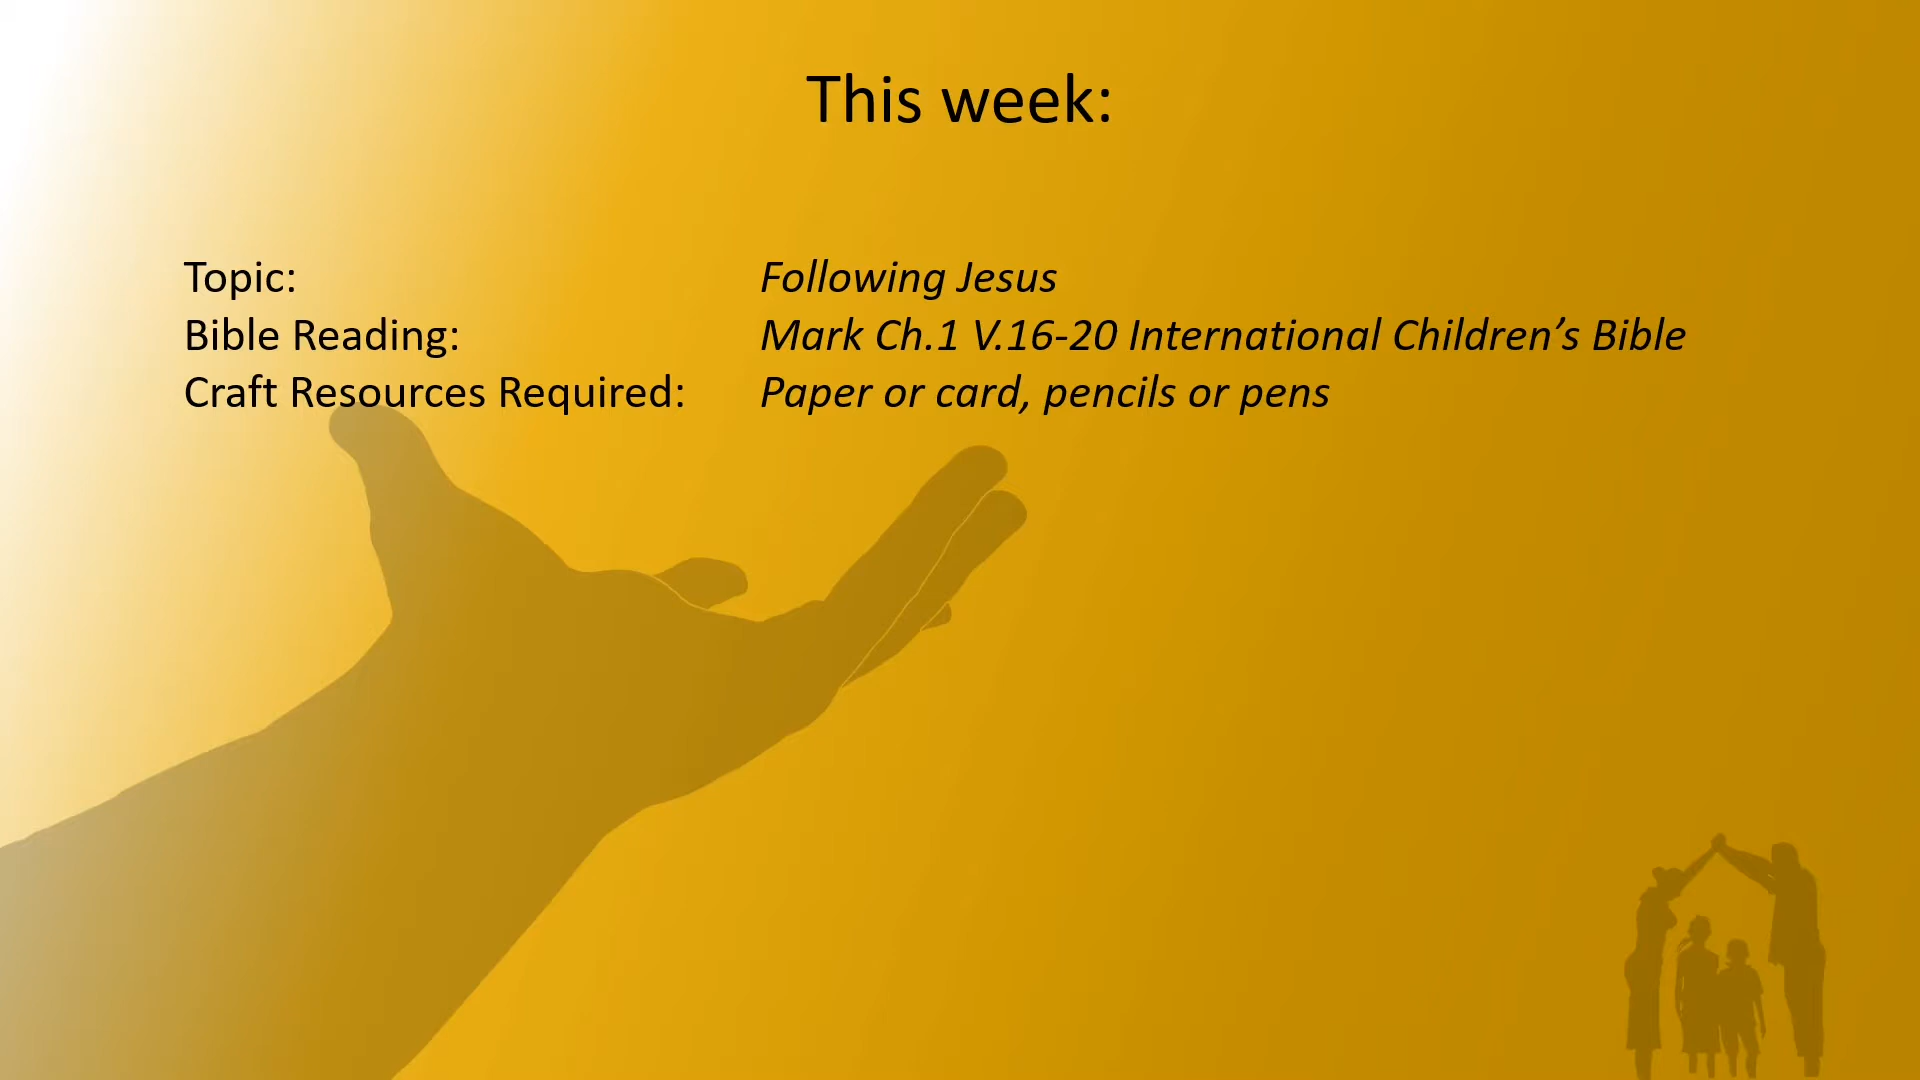 This week:
Topic: Following Jesus
Bible Reading: Mark Ch.1 V.16-20 International Children’s Bible
Craft Resources Required: Paper or card, pencils or pens